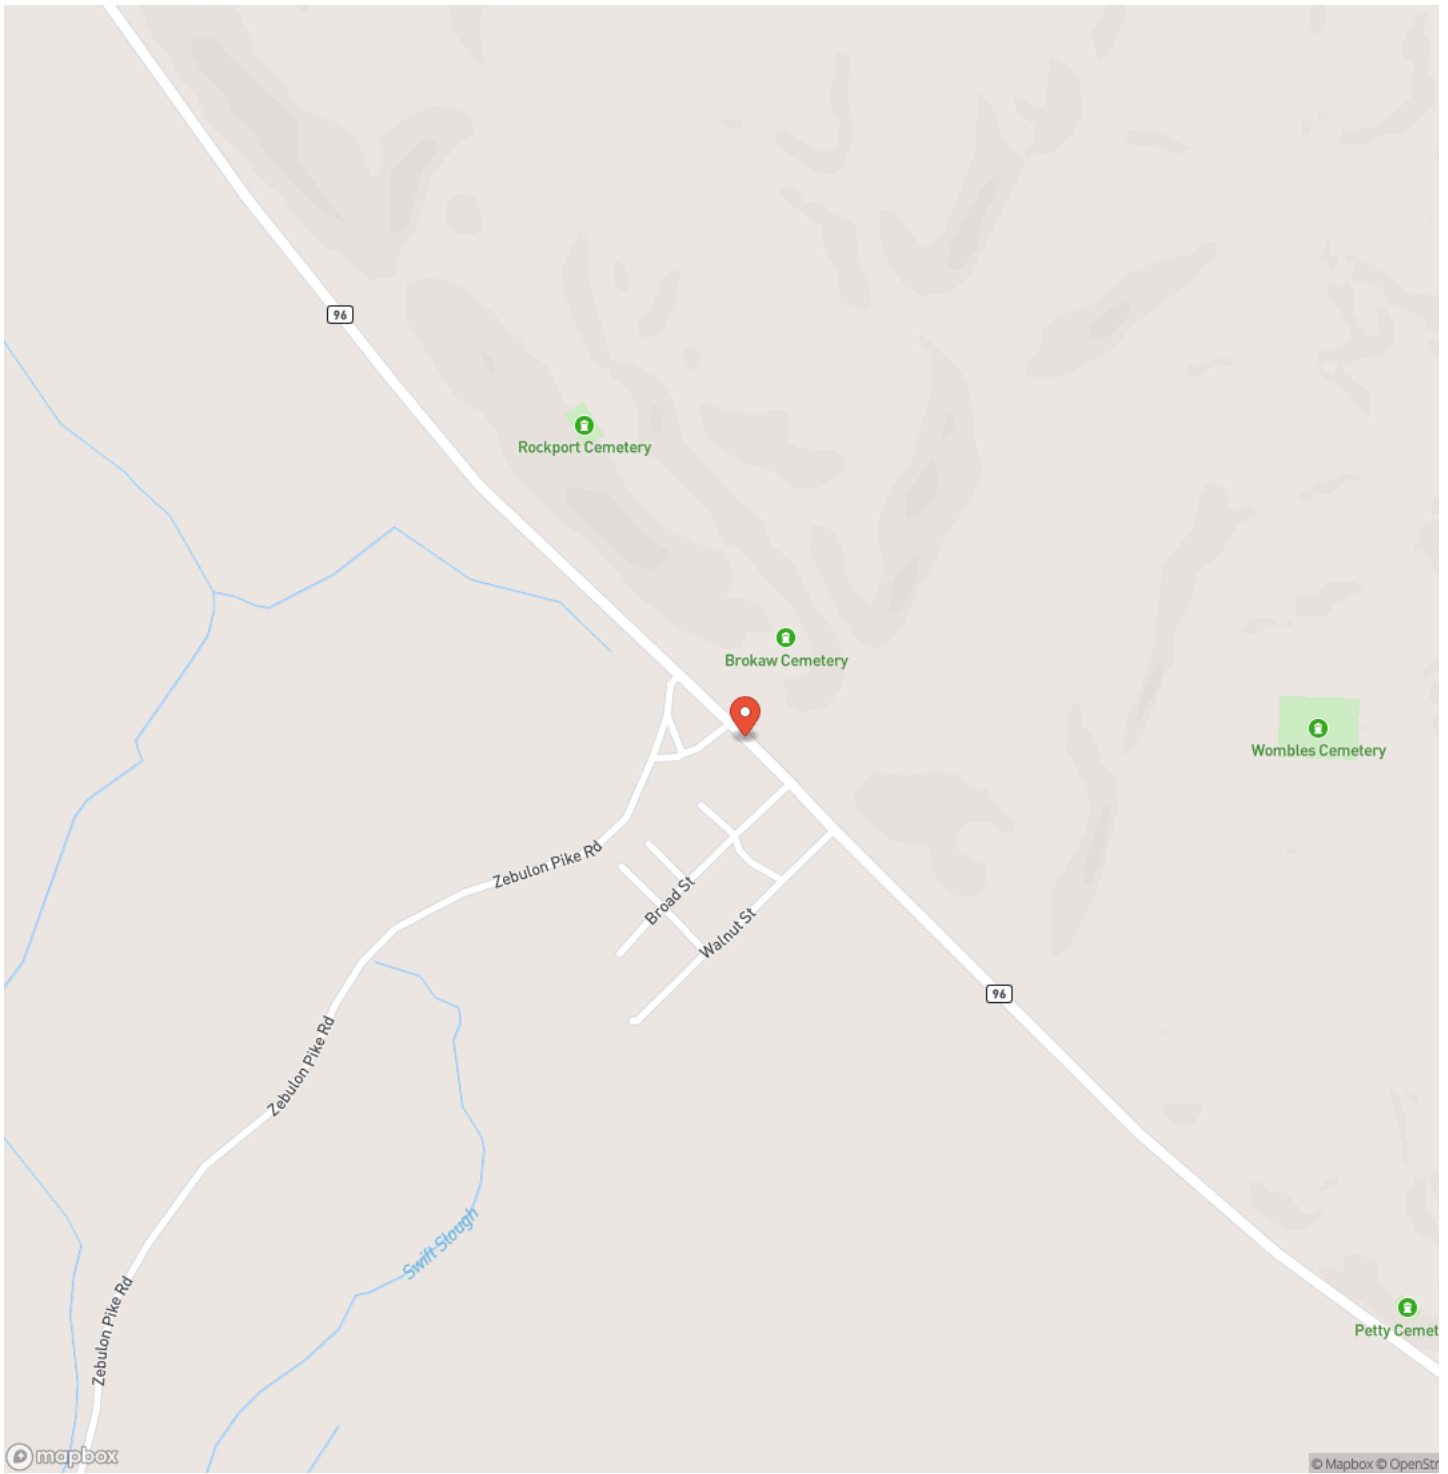 96
Rockport Cemetery
Brokaw Cemetery
Wombles Cemetery
Zebulon Pike Rd
Broad St
Walnut St
96
Zebulon Pike Rd
Swift Slough
Zebulon Pike Rd
Petty Cemet
mapbox
© Mapbox © OpenStr